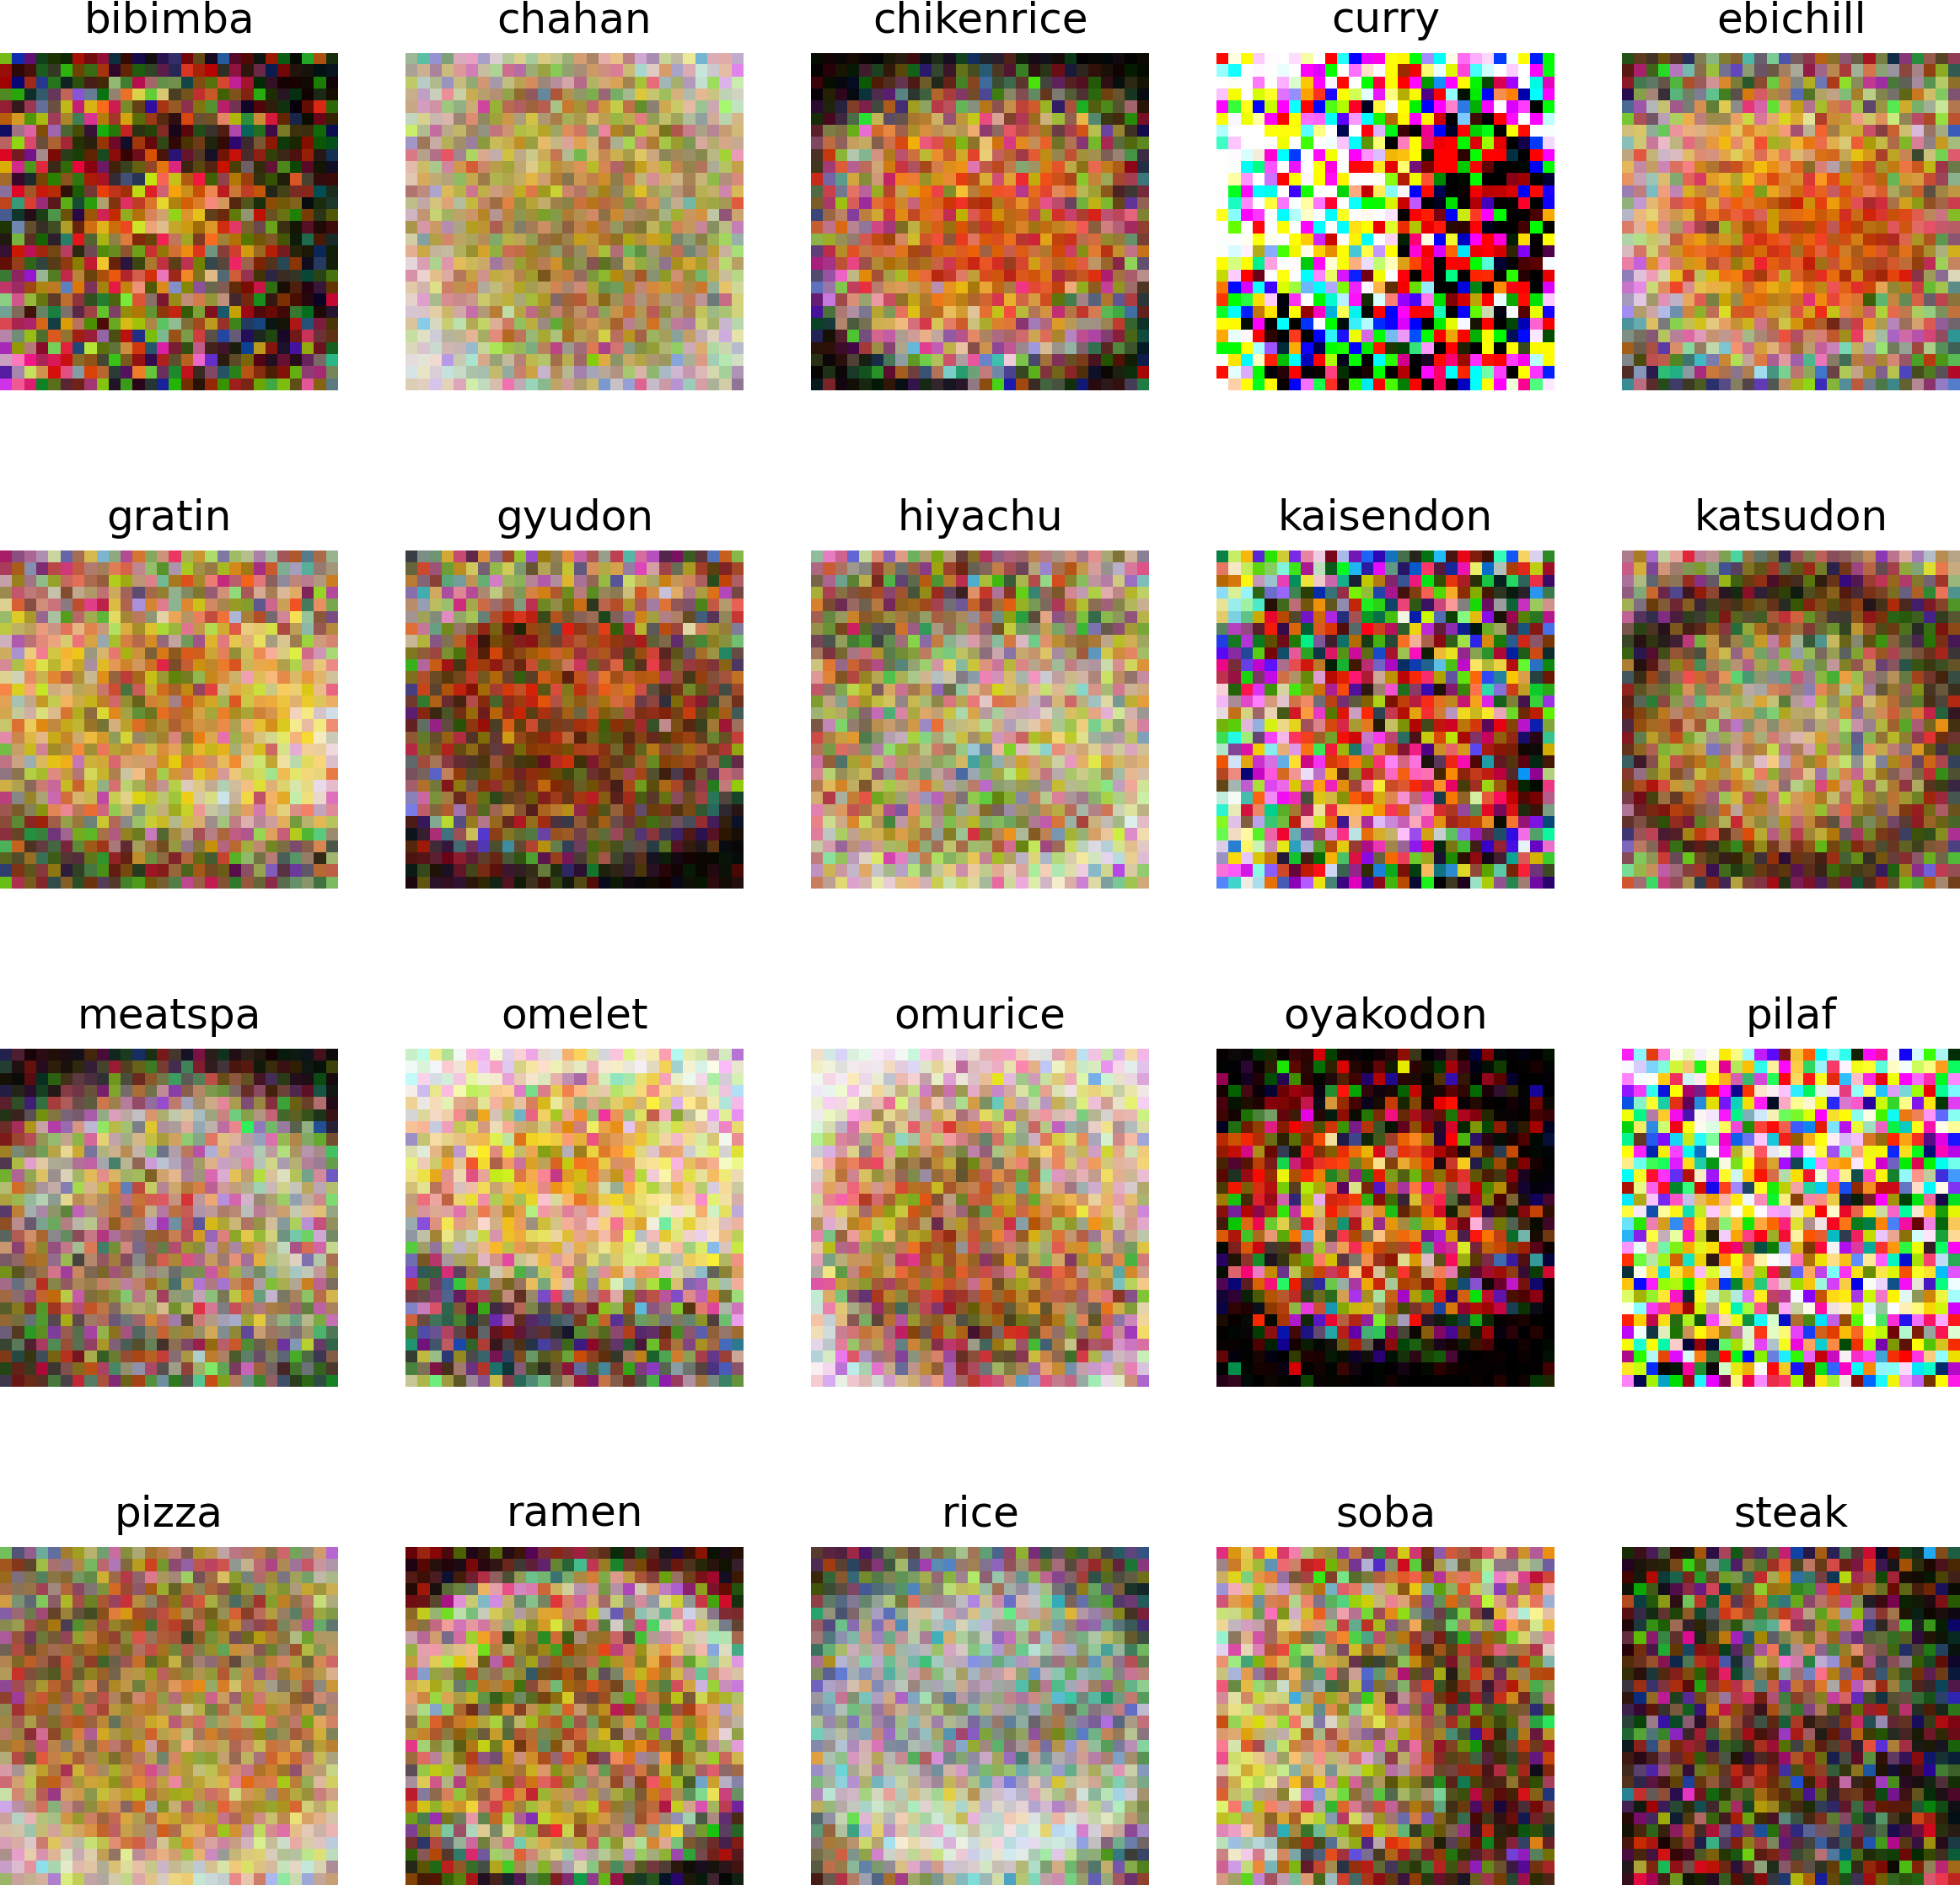 bibimba chahan chikenrice curry ebichill
gratin gyudon hiyachu kaisendon katsudon
meatspa omelet omurice oyakodon pilaf
pizza ramen rice soba steak